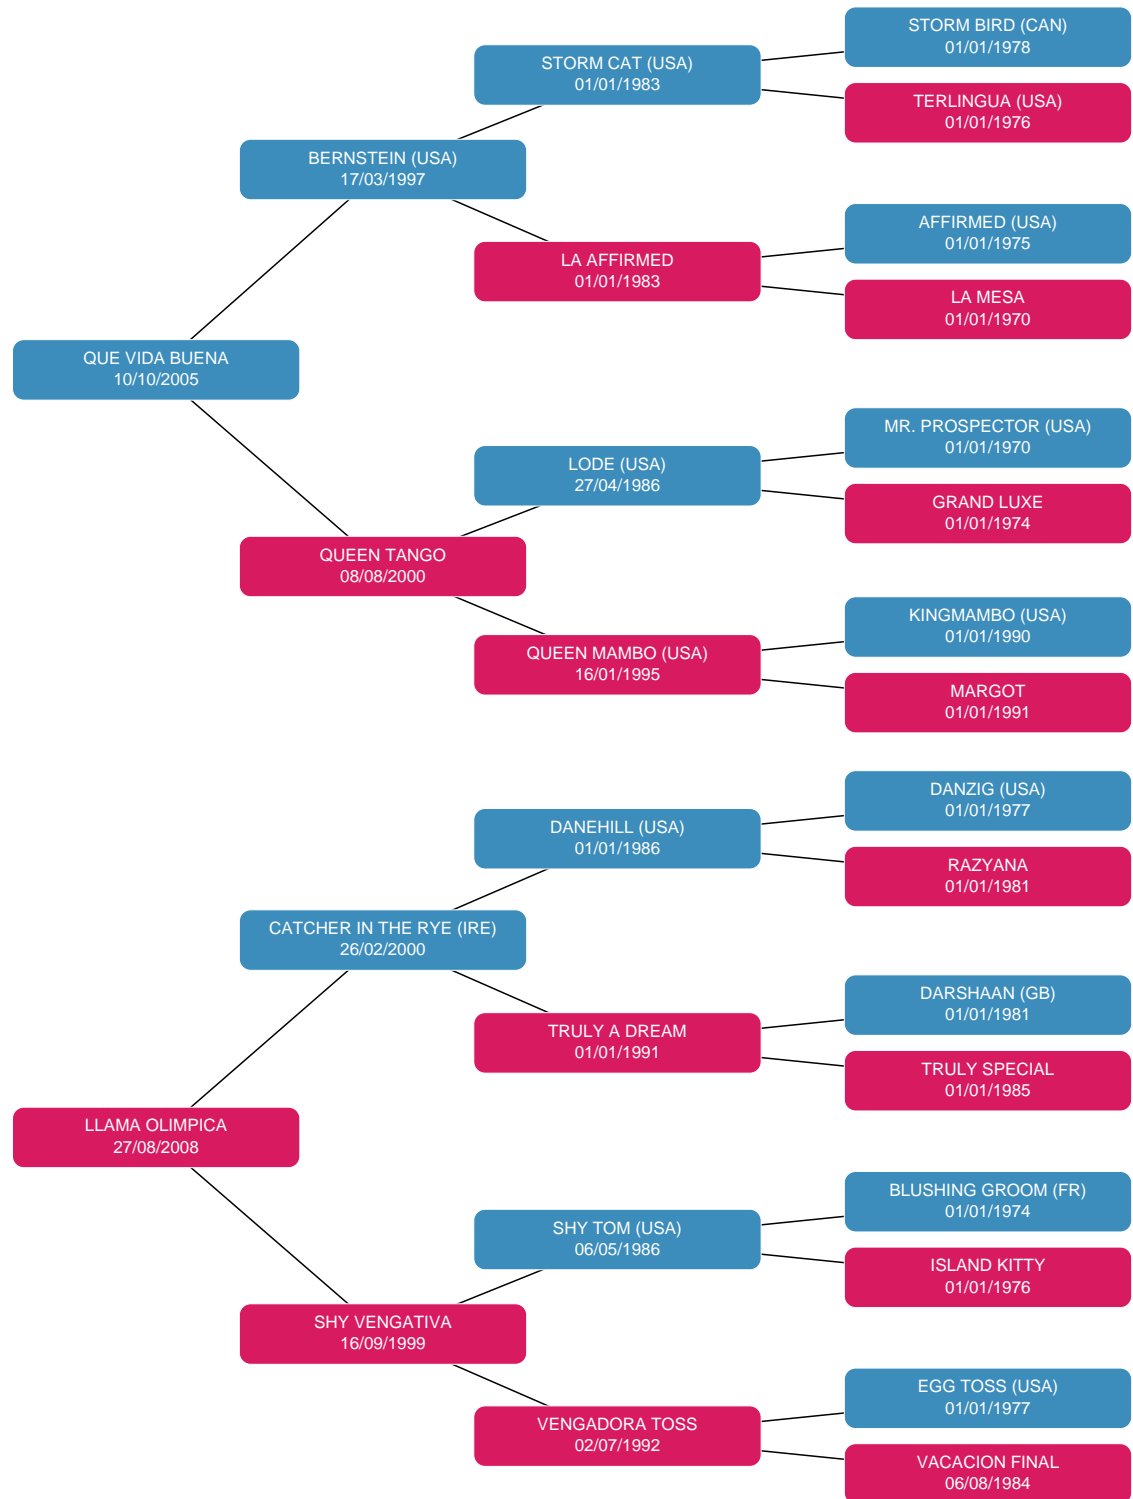 STORM BIRD (CAN)
01/01/1978
STORM CAT (USA)
01/01/1983
TERLINGUA (USA)
01/01/1976
BERNSTEIN (USA)
17/03/1997
AFFIRMED (USA)
01/01/1975
LA AFFIRMED
01/01/1983
LA MESA
01/01/1970
QUE VIDA BUENA
10/10/2005
MR. PROSPECTOR (USA)
01/01/1970
LODE (USA)
27/04/1986
GRAND LUXE
01/01/1974
QUEEN TANGO
08/08/2000
KINGMAMBO (USA)
01/01/1990
QUEEN MAMBO (USA)
16/01/1995
MARGOT
01/01/1991
DANZIG (USA)
01/01/1977
DANEHILL (USA)
01/01/1986
RAZYANA
01/01/1981
CATCHER IN THE RYE (IRE)
26/02/2000
DARSHAAN (GB)
01/01/1981
TRULY A DREAM
01/01/1991
TRULY SPECIAL
01/01/1985
LLAMA OLIMPICA
27/08/2008
BLUSHING GROOM (FR)
01/01/1974
SHY TOM (USA)
06/05/1986
ISLAND KITTY
01/01/1976
SHY VENGATIVA
16/09/1999
EGG TOSS (USA)
01/01/1977
VENGADORA TOSS
02/07/1992
VACACION FINAL
06/08/1984